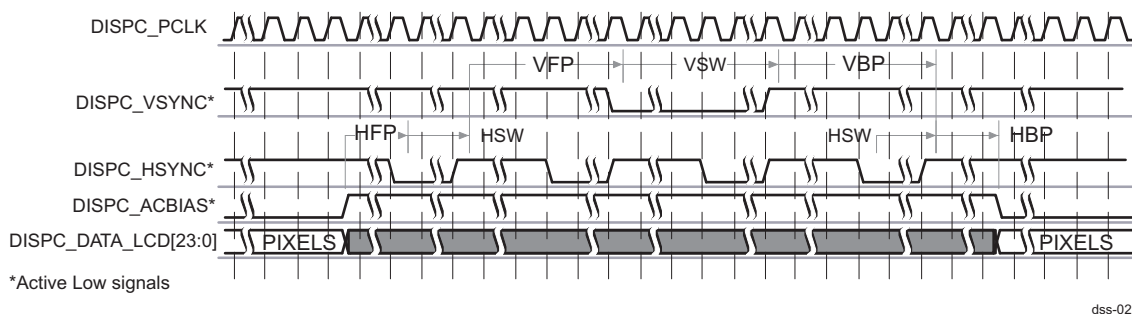 DISPC_PCLK
VFP VSW VBP
DISPC_VSYNC*
HFP HSW HSW HBP
DISPC_HSYNC*
DISPC_ACBIAS*
DISPC_DATA_LCD[23:0] PIXELS PIXELS
*Active Low signals
dss-02